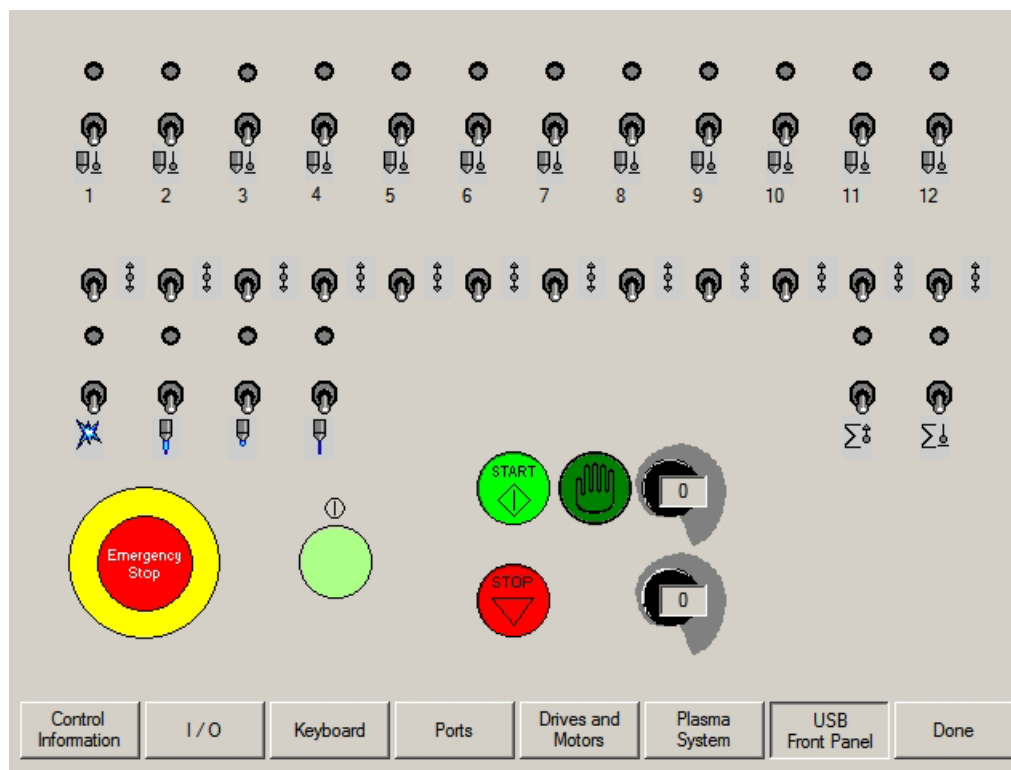 1 2 3 4 5 6 7 8 9 10 11 12
START
0
Emergency
Stop
STOP
0
Control
Information
I / O
Keyboard
Ports
Drives and
Motors
Plasma
System
USB
Front Panel
Done